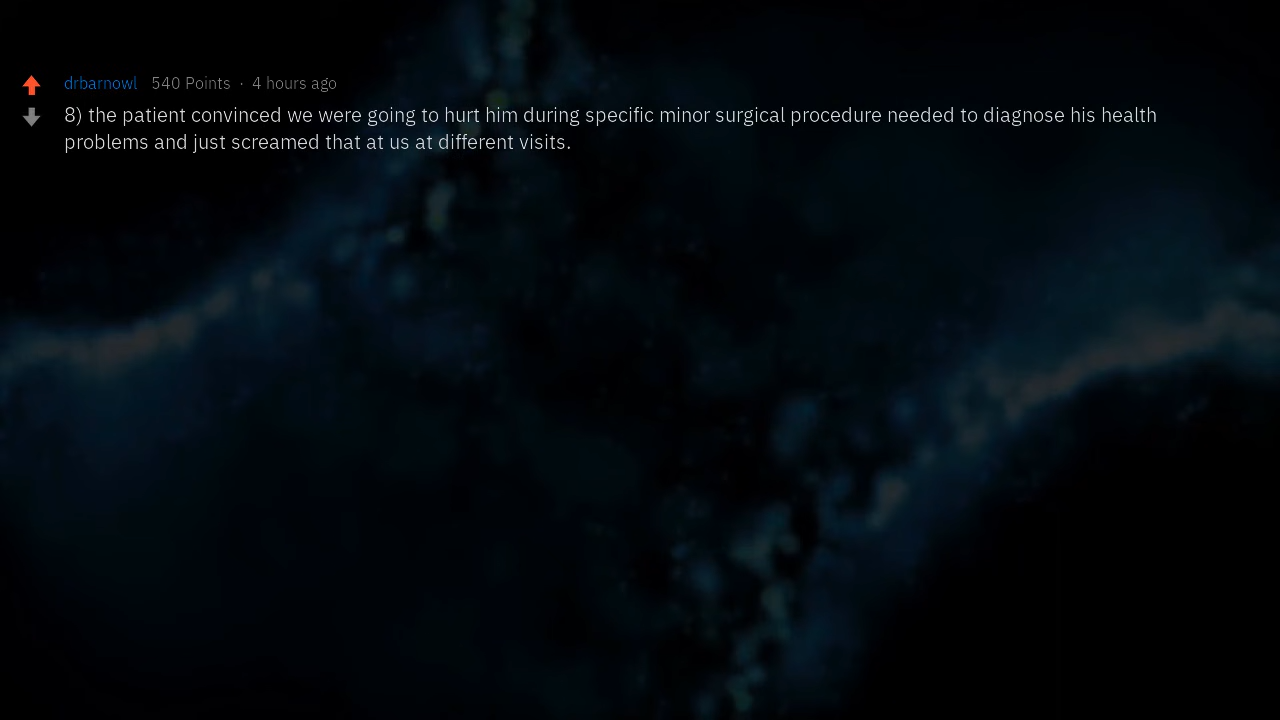 drbarnowl 540 Points · 4 hours ago
8) the patient convinced we were going to hurt him during specific minor surgical procedure needed to diagnose his health
problems and just screamed that at us at different visits.